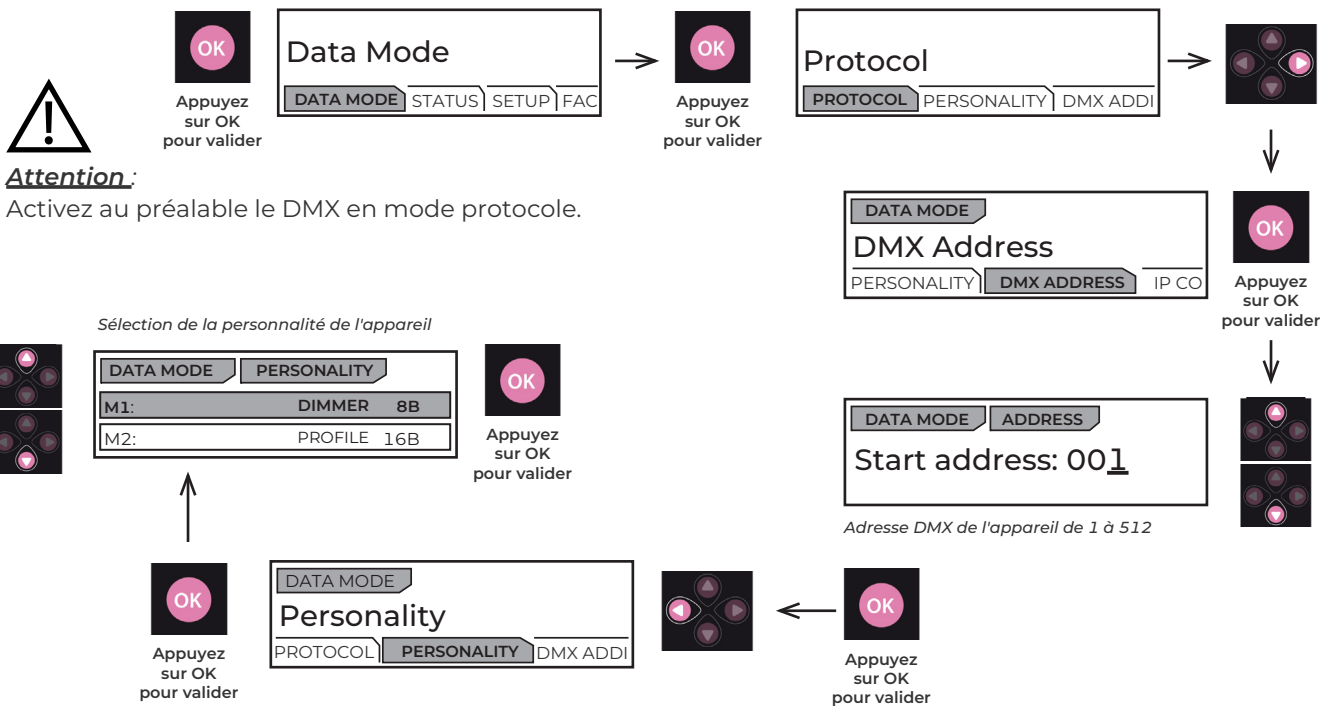 OK
Appuyez
sur OK
pour valider
Data Mode
DATA MODE STATUS SETUP FAC
OK
Appuyez
sur OK
pour valider
Protocol
PROTOCOL PERSONALITY DMX ADDI
Attention :
Activez au préalable le DMX en mode protocole.
DATA MODE
DMX Address
PERSONALITY DMX ADDRESS IP CO
OK
Appuyez
sur OK
pour valider
DATA MODE ADDRESS
Start address: 001
Adresse DMX de l'appareil de 1 à 512
OK
Appuyez
sur OK
pour valider
DATA MODE
Personality
PROTOCOL PERSONALITY DMX ADDI
OK
Appuyez
sur OK
pour valider
Sélection de la personnalité de l'appareil
DATA MODE PERSONALITY
M1: DIMMER 8B
M2: PROFILE 16B
OK
Appuyez
sur OK
pour valider